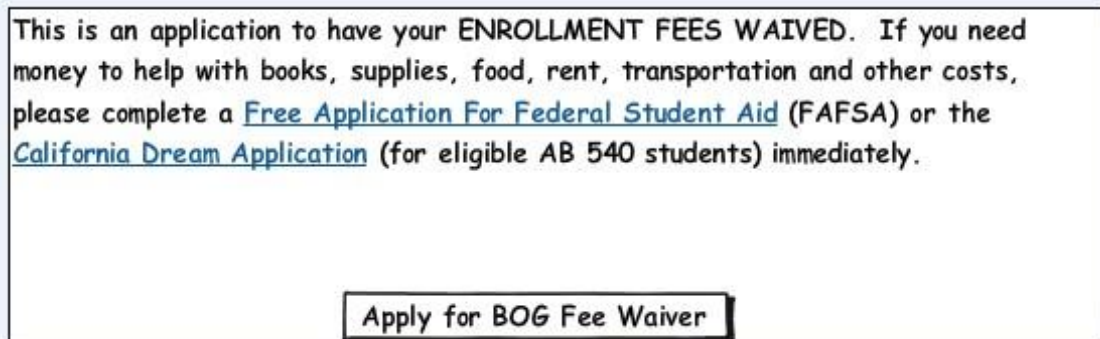 This is an application to have your ENROLLMENT FEES WAIVED. If you need
money to help with books, supplies, food, rent, transportation and other costs,
please complete a Free Application For Federal Student Aid (FAFSA) or the
California Dream Application (for eligible AB 540 students) immediately.
Apply for BOG Fee Waiver